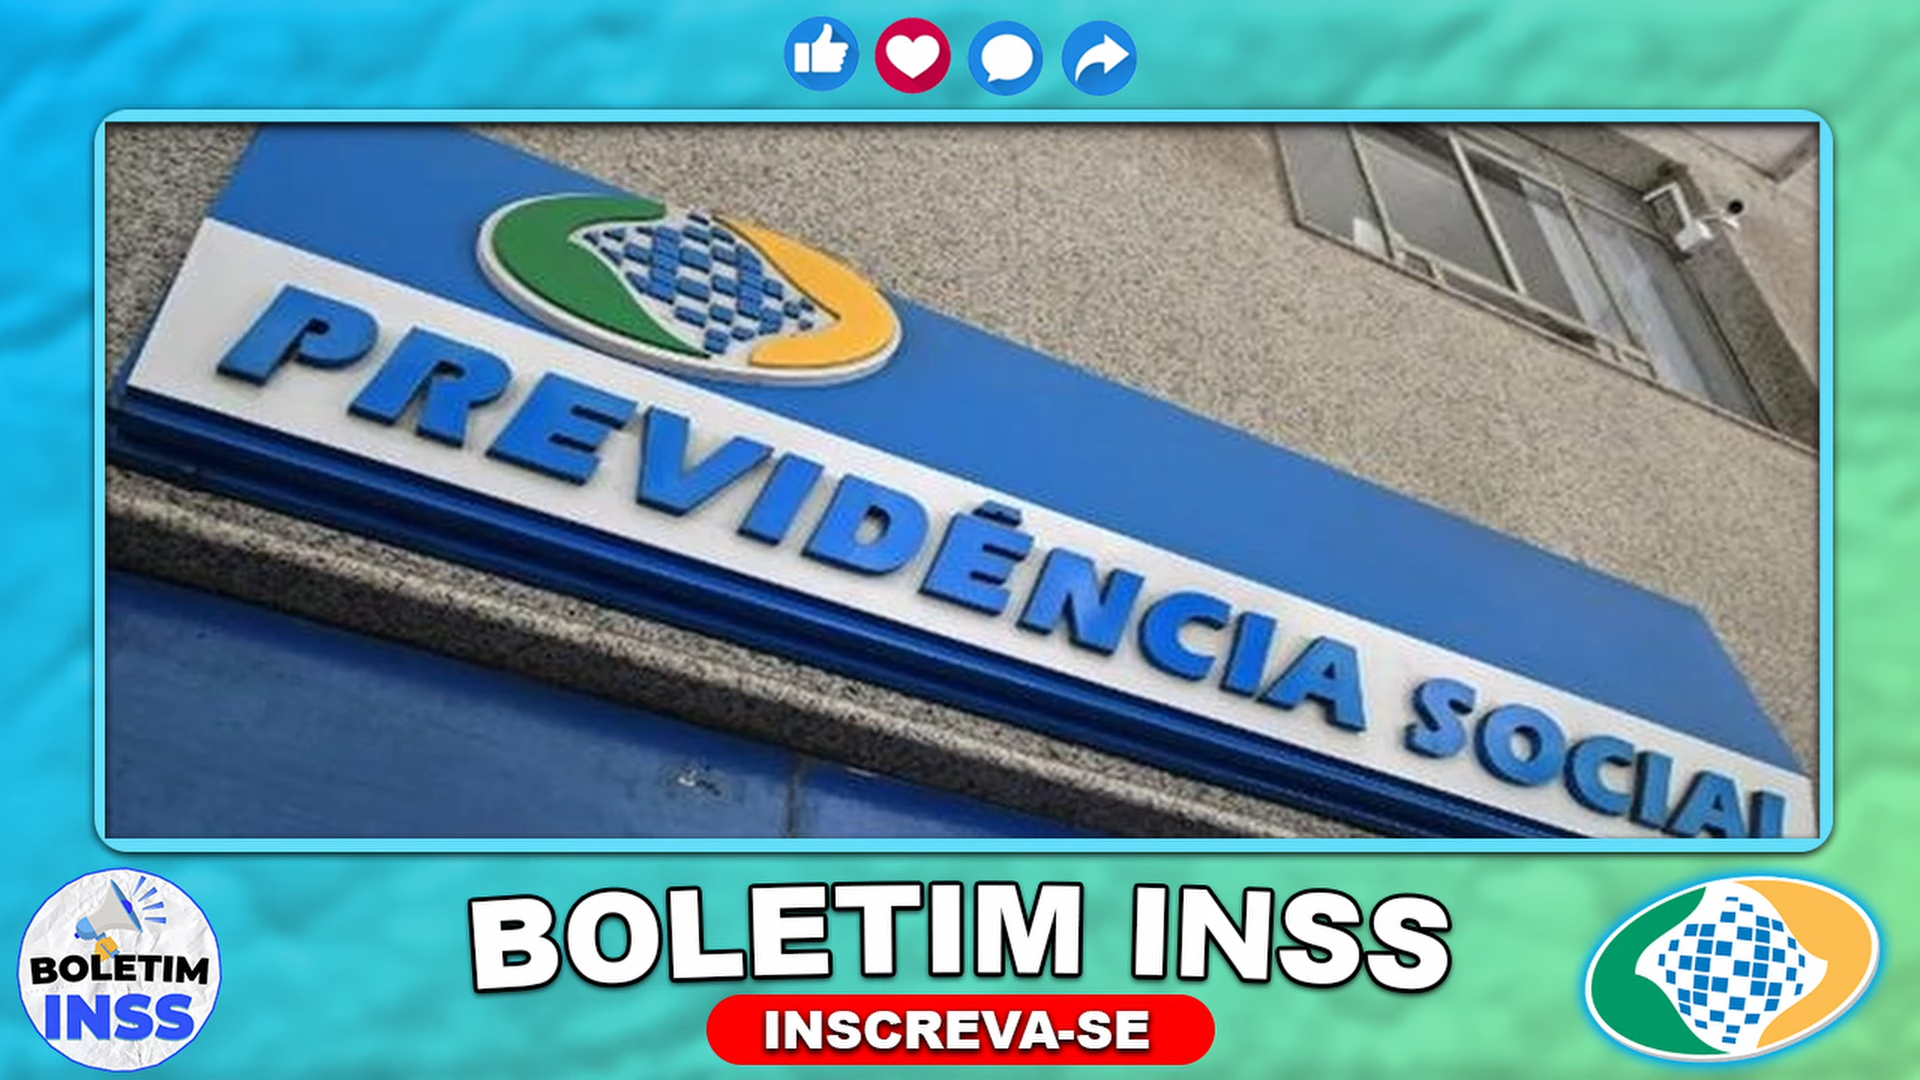 PREVIDÊNCIA SOCIAL
BOLETIM INSS
BOLETIM
INSS
INSCREVA-SE